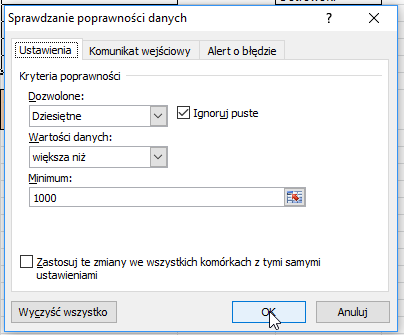 Sprawdzanie poprawności danych
?
Ustawienia Komunikat wejściowy Alert o błędzie
Kryteria poprawności
Dozwolone:
Dziesiętne Ignoruj puste
Wartości danych:
większa niż
Minimum:
1000
Zastosuj te zmiany we wszystkich komórkach z tymi samymi
ustawieniami
Wyczyść wszystko OK Anuluj